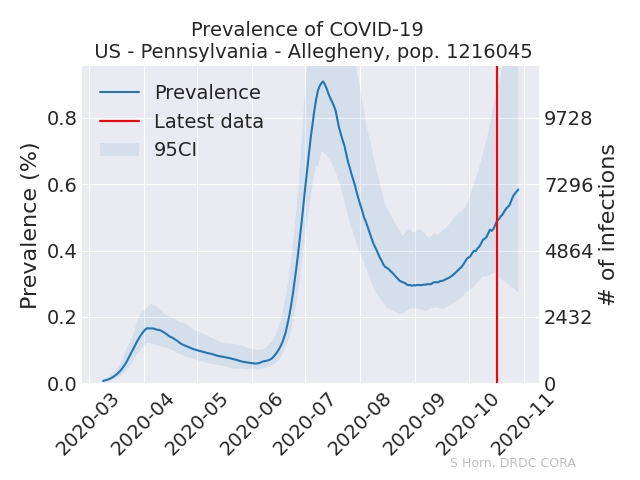 Prevalence of COVID-19
US - Pennsylvania - Allegheny, pop. 1216045
Prevalence
Latest data
95CI
Prevalence (%)
0.8
0.6
0.4
0.2
0.0
# of infections
9728
7296
4864
2432
0
2020-03
2020-04
2020-05
2020-06
2020-07
2020-08
2020-09
2020-10
2020-11
S Horn, DRDC CORA